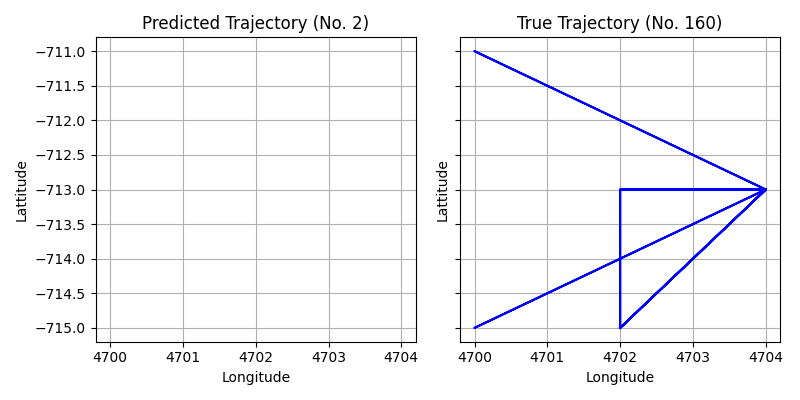 Predicted Trajectory (No. 2)
−711.0
−711.5
−712.0
−712.5
−713.0
−713.5
−714.0
−714.5
−715.0
Lattitude
4700 4701 4702 4703 4704
Longitude
True Trajectory (No. 160)
Lattitude
4700 4701 4702 4703 4704
Longitude